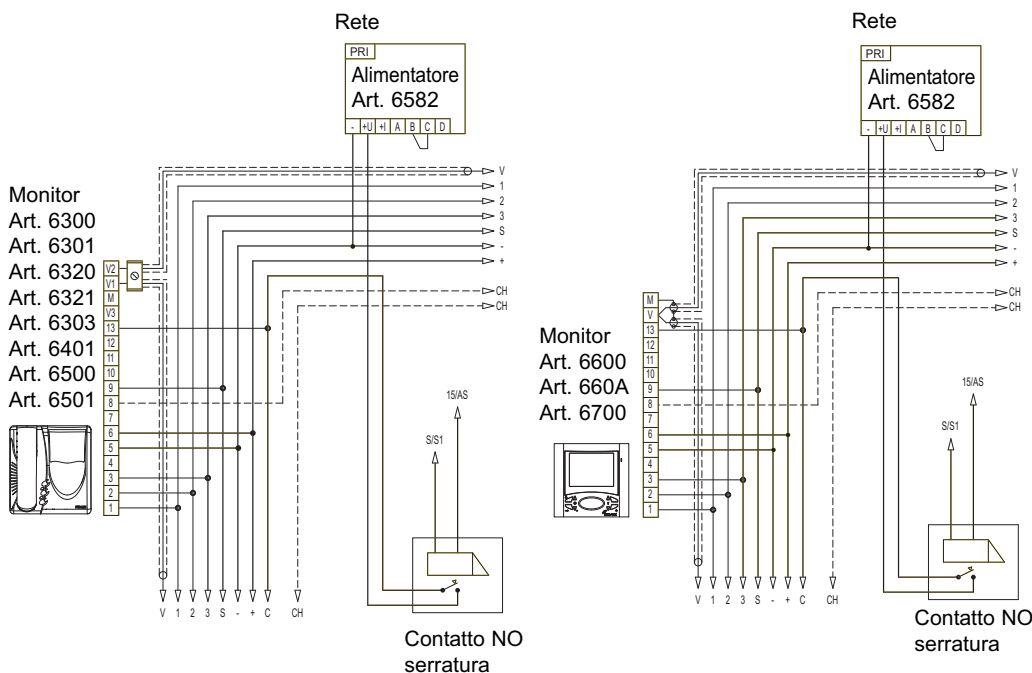 Rete
PRI
Alimentatore
Art. 6582
- +U +I A B C D
V
1
2
3
S
-
+
CH
CH
Monitor
Art. 6300
Art. 6301
Art. 6320
Art. 6321
Art. 6303
Art. 6401
Art. 6500
Art. 6501
V2
V1
M
V3
13
12
11
10
9
8
7
6
5
4
3
2
1
15/AS
S/S1
V 1 2 3 S - + C CH
Contatto NO
serratura
Rete
PRI
Alimentatore
Art. 6582
- +U +I A B C D
V
1
2
3
S
-
+
CH
CH
Monitor
Art. 6600
Art. 660A
Art. 6700
M
V
13
12
11
10
9
8
7
6
5
4
3
2
1
15/AS
S/S1
V 1 2 3 S - + C CH
Contatto NO
serratura